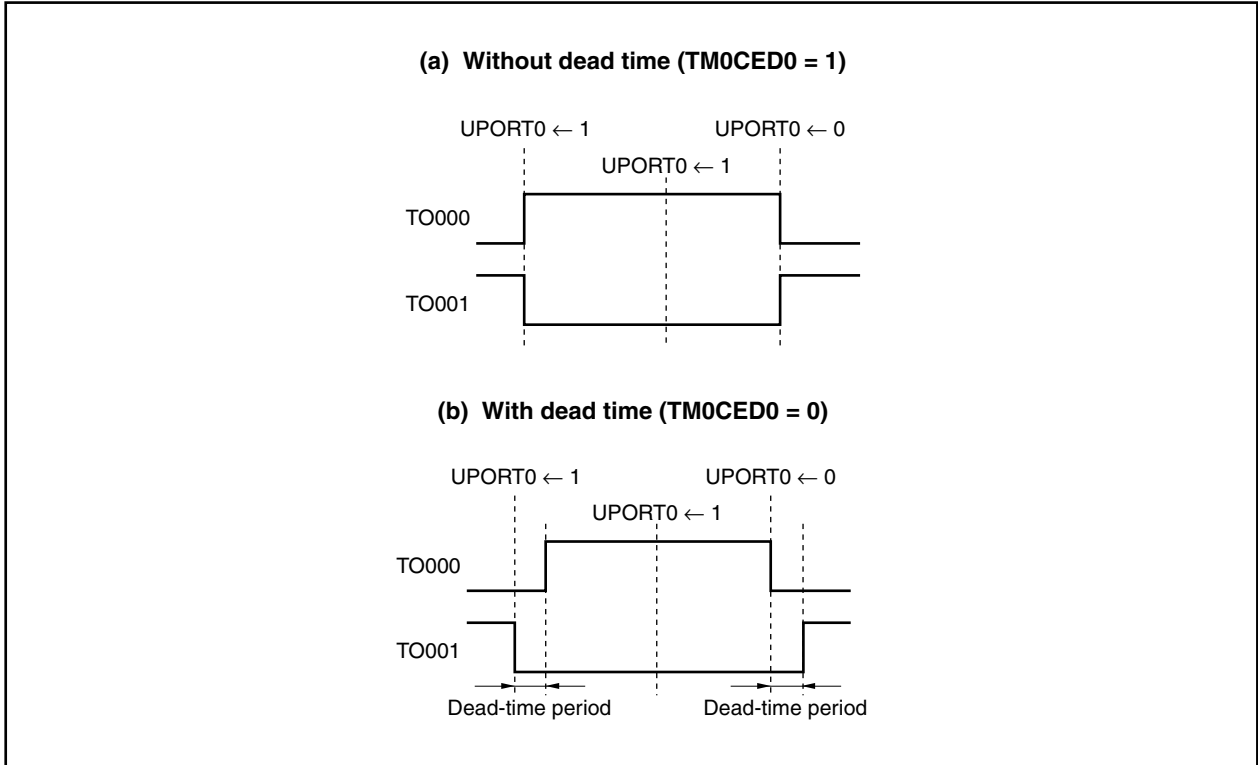 (a) Without dead time (TM0CED0 = 1)
UPORT0 ← 1
UPORT0 ← 0
UPORT0 ← 1
TO000
TO001
(b) With dead time (TM0CED0 = 0)
UPORT0 ← 1
UPORT0 ← 0
UPORT0 ← 1
TO000
TO001
Dead-time period
Dead-time period